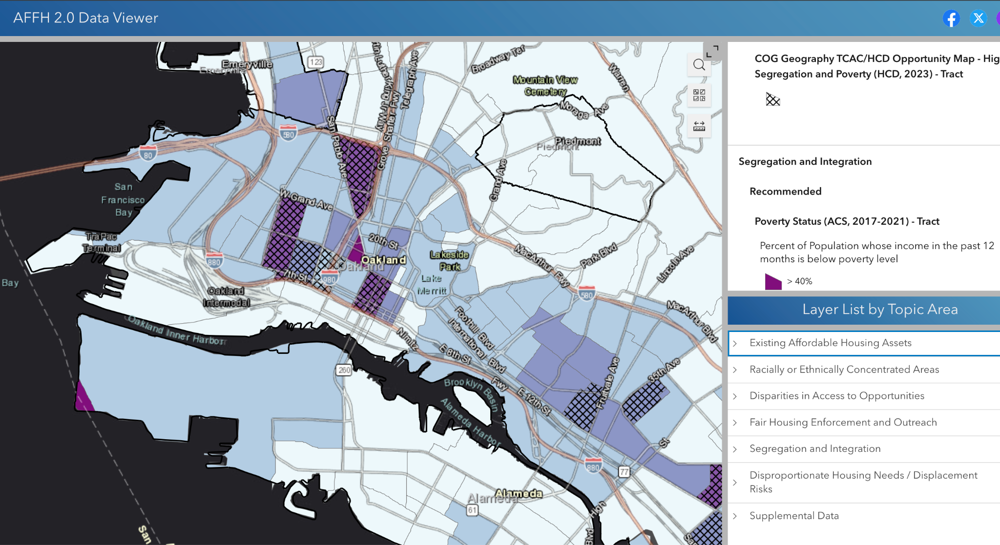 AFFH 2.0 Data Viewer
Emeryville
Emeryville
123
Martin Luther King Jr Way
Telegraph Ave
Broadway Ter
Warren
Mountain View
Cemetery
Moraga Ave
Piedmont
Piedmont
San Pablo Ave
Grove Shafter Fwy
580
80
San
Francisco
Bay
Grand Ave
W Grand Ave
TraPac
Terminal
20th St
Oakland
Oakland
Lakeside
Park
Lake
Merritt
MacArthur Fwy
Park Blvd
Lincoln Ave
880
7th St
980
Bay
Oakland
Intermodal
580
MacArthur Blvd
Oakland Inner Harbor
Foothill Blvd
International Blvd
Nimitz
Fwy
E 8th St
260
Fruitvale Ave
35th Ave
Brooklyn Basin
E 12th St
Alameda Harbor
St
880
77
Alameda
Alameda
61
High
Blvd
San
COG Geography TCAC/HCD Opportunity Map - Hig
Segregation and Poverty (HCD, 2023) - Tract
Segregation and Integration
Recommended
Poverty Status (ACS, 2017-2021) - Tract
Percent of Population whose income in the past 12
months is below poverty level
> 40%
Layer List by Topic Area
Existing Affordable Housing Assets
Racially or Ethnically Concentrated Areas
Disparities in Access to Opportunities
Fair Housing Enforcement and Outreach
Segregation and Integration
Disproportionate Housing Needs / Displacement
Risks
Supplemental Data